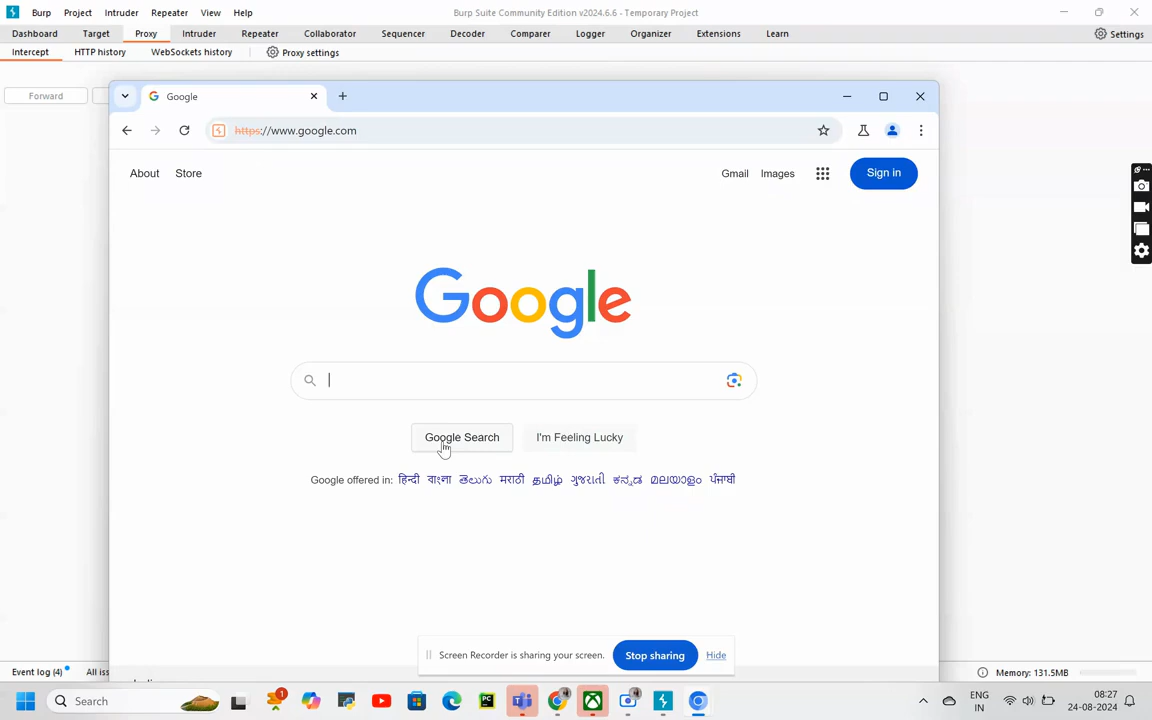 Burp Project Intruder Repeater View Help Burp Suite Community Edition v2024.6.6 - Temporary Project
Dashboard Target Proxy Intruder Repeater Collaborator Sequencer Decoder Comparer Logger Organizer Extensions Learn Settings
Intercept HTTP history WebSockets history Proxy settings
Forward
Google
https://www.google.com
About Store Gmail Images Sign in
Google
Google Search I'm Feeling Lucky
Google offered in: हिन्दी বাংলা తెలుగు मराठी தமிழ் ગુજરાતી ಕನ್ನಡ മലയാളം ਪੰਜਾਬੀ
Screen Recorder is sharing your screen. Stop sharing Hide
Event log (4) All iss Memory: 131.5MB
Search 1 ENG IN 08:27 24-08-2024